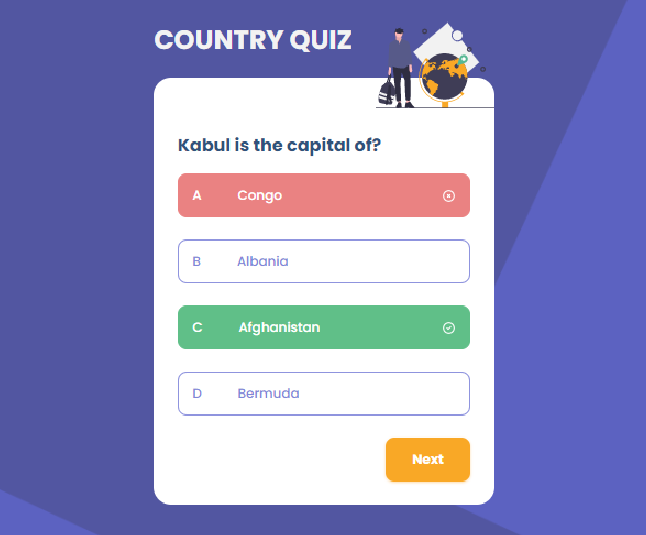 COUNTRY QUIZ
Kabul is the capital of?
A Congo
B Albania
C Afghanistan
D Bermuda
Next